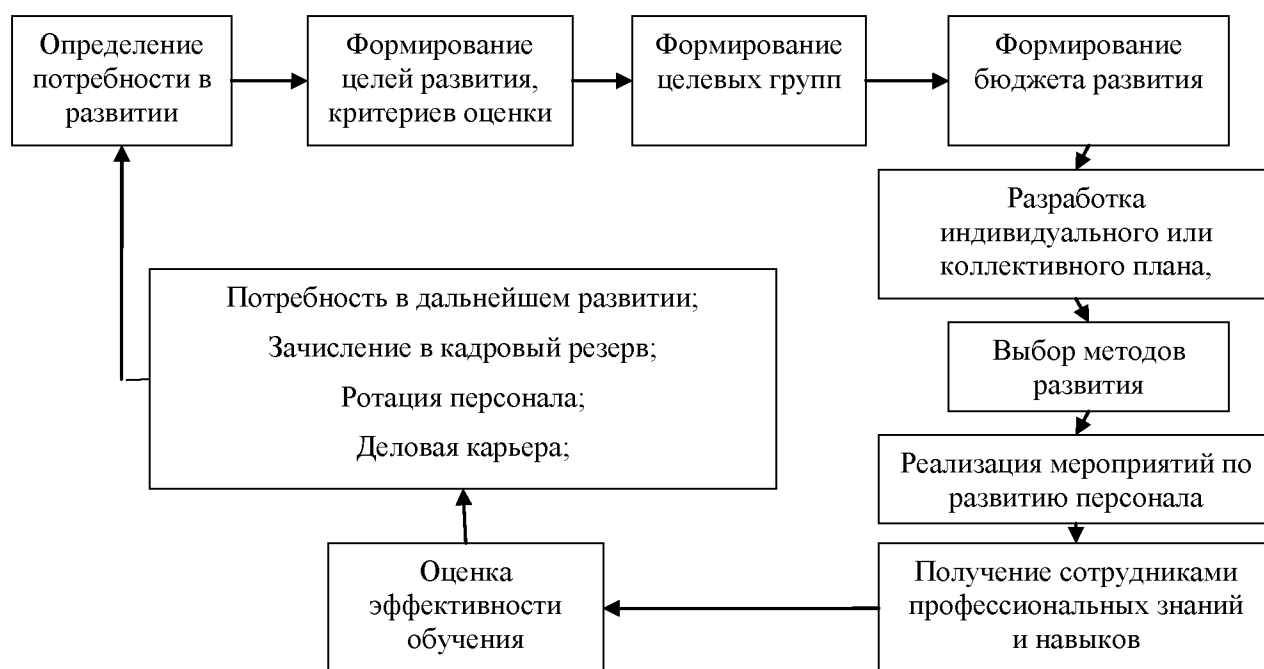 Определение
потребности в
развитии
Формирование
целей развития,
критериев оценки
Формирование
целевых групп
Формирование
бюджета развития
Разработка
индивидуального или
коллективного плана,
Выбор методов
развития
Реализация мероприятий по
развитию персонала
Получение сотрудниками
профессиональных знаний
и навыков
Оценка
эффективности
обучения
Потребность в дальнейшем развитии;
Зачисление в кадровый резерв;
Ротация персонала;
Деловая карьера;